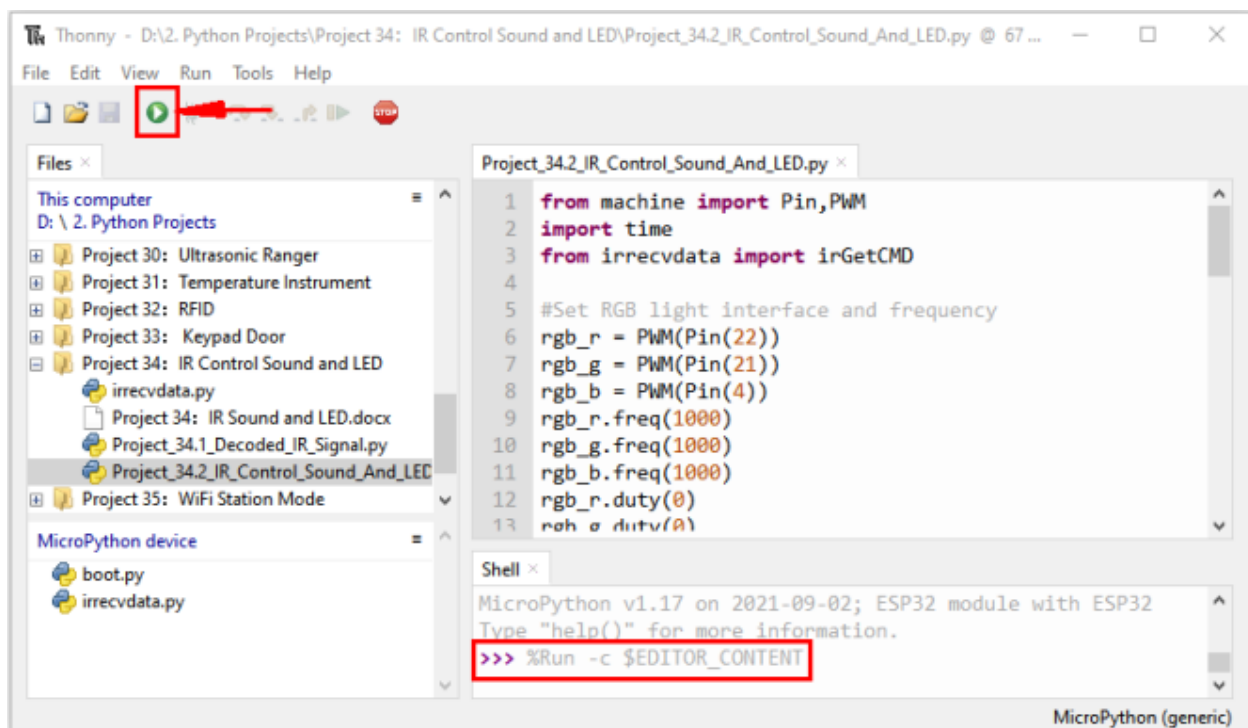 Thonny - D:\2. Python Projects\Project 34: IR Control Sound and LED\Project_34.2_IR_Control_Sound_And_LED.py @ 67 ...
File Edit View Run Tools Help
STOP
Files
This computer
D: \ 2. Python Projects
Project 30: Ultrasonic Ranger
Project 31: Temperature Instrument
Project 32: RFID
Project 33: Keypad Door
Project 34: IR Control Sound and LED
irrecvdata.py
Project 34: IR Sound and LED.docx
Project_34.1_Decoded_IR_Signal.py
Project_34.2_IR_Control_Sound_And_LED
Project 35: WiFi Station Mode
MicroPython device
boot.py
irrecvdata.py
Project_34.2_IR_Control_Sound_And_LED.py
1 from machine import Pin,PWM
2 import time
3 from irrecvdata import irGetCMD
4
5 #Set RGB light interface and frequency
6 rgb_r = PWM(Pin(22))
7 rgb_g = PWM(Pin(21))
8 rgb_b = PWM(Pin(4))
9 rgb_r.freq(1000)
10 rgb_g.freq(1000)
11 rgb_b.freq(1000)
12 rgb_r.duty(0)
13 rgb_g.duty(0)
Shell
MicroPython v1.17 on 2021-09-02; ESP32 module with ESP32
Type "help()" for more information.
>>> %Run -c $EDITOR_CONTENT
MicroPython (generic)